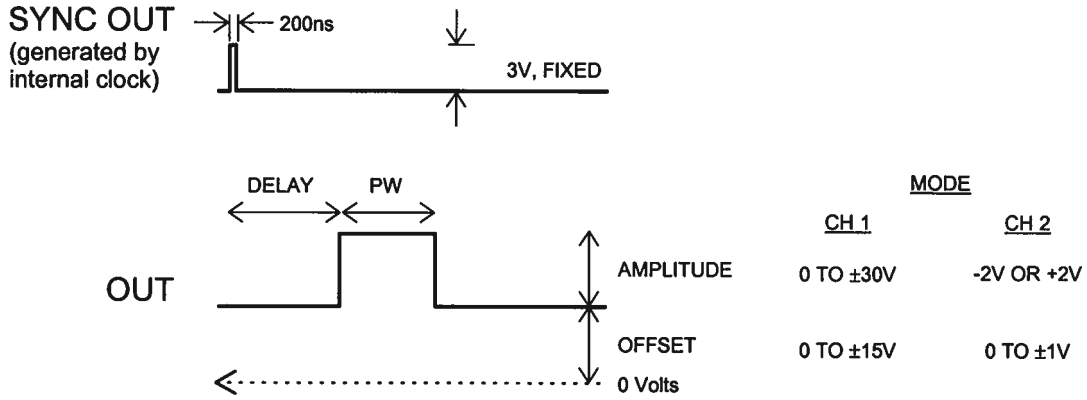 SYNC OUT
(generated by
internal clock)
200ns
3V, FIXED
DELAY
PW
OUT
AMPLITUDE
OFFSET
0 Volts
MODE
CH 1
CH 2
0 TO ±30V
-2V OR +2V
0 TO ±15V
0 TO ±1V